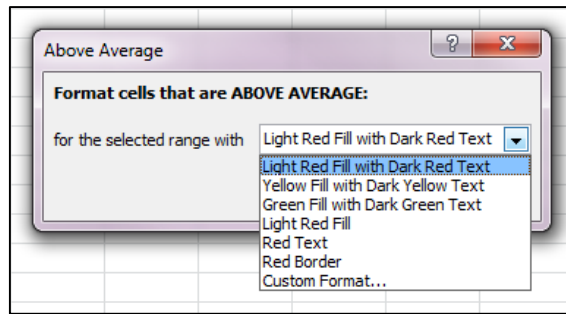 Above Average
Format cells that are ABOVE AVERAGE:
for the selected range with Light Red Fill with Dark Red Text
Light Red Fill with Dark Red Text
Yellow Fill with Dark Yellow Text
Green Fill with Dark Green Text
Light Red Fill
Red Text
Red Border
Custom Format...